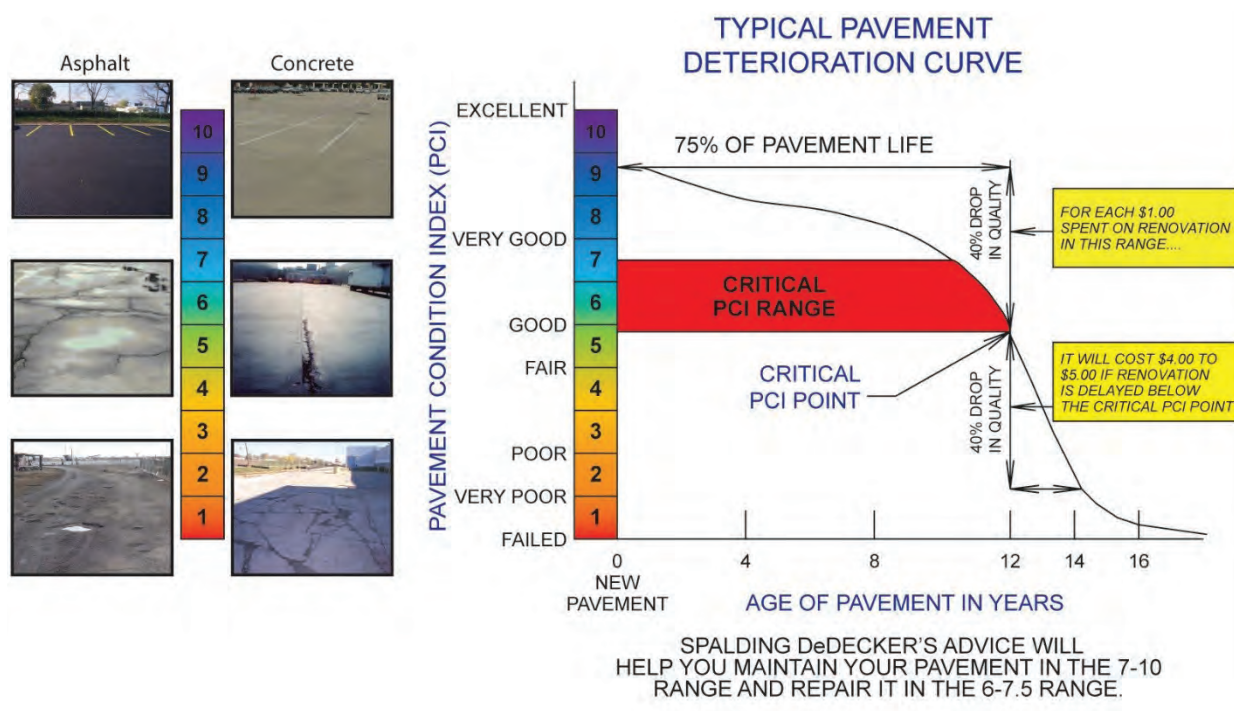 Asphalt
Concrete
10
9
8
7
6
5
4
3
2
1
TYPICAL PAVEMENT
DETERIORATION CURVE
PAVEMENT CONDITION INDEX (PCI)
EXCELLENT
VERY GOOD
GOOD
FAIR
POOR
VERY POOR
FAILED
10
9
8
7
6
5
4
3
2
1
75% OF PAVEMENT LIFE
CRITICAL
PCI RANGE
CRITICAL
PCI POINT
40% DROP
IN QUALITY
40% DROP
IN QUALITY
FOR EACH $1.00
SPENT ON RENOVATION
IN THIS RANGE....
IT WILL COST $4.00 TO
$5.00 IF RENOVATION
IS DELAYED BELOW
THE CRITICAL PCI POINT
0 4 8 12 14 16
NEW
PAVEMENT
AGE OF PAVEMENT IN YEARS
SPALDING DeDECKER'S ADVICE WILL
HELP YOU MAINTAIN YOUR PAVEMENT IN THE 7-10
RANGE AND REPAIR IT IN THE 6-7.5 RANGE.